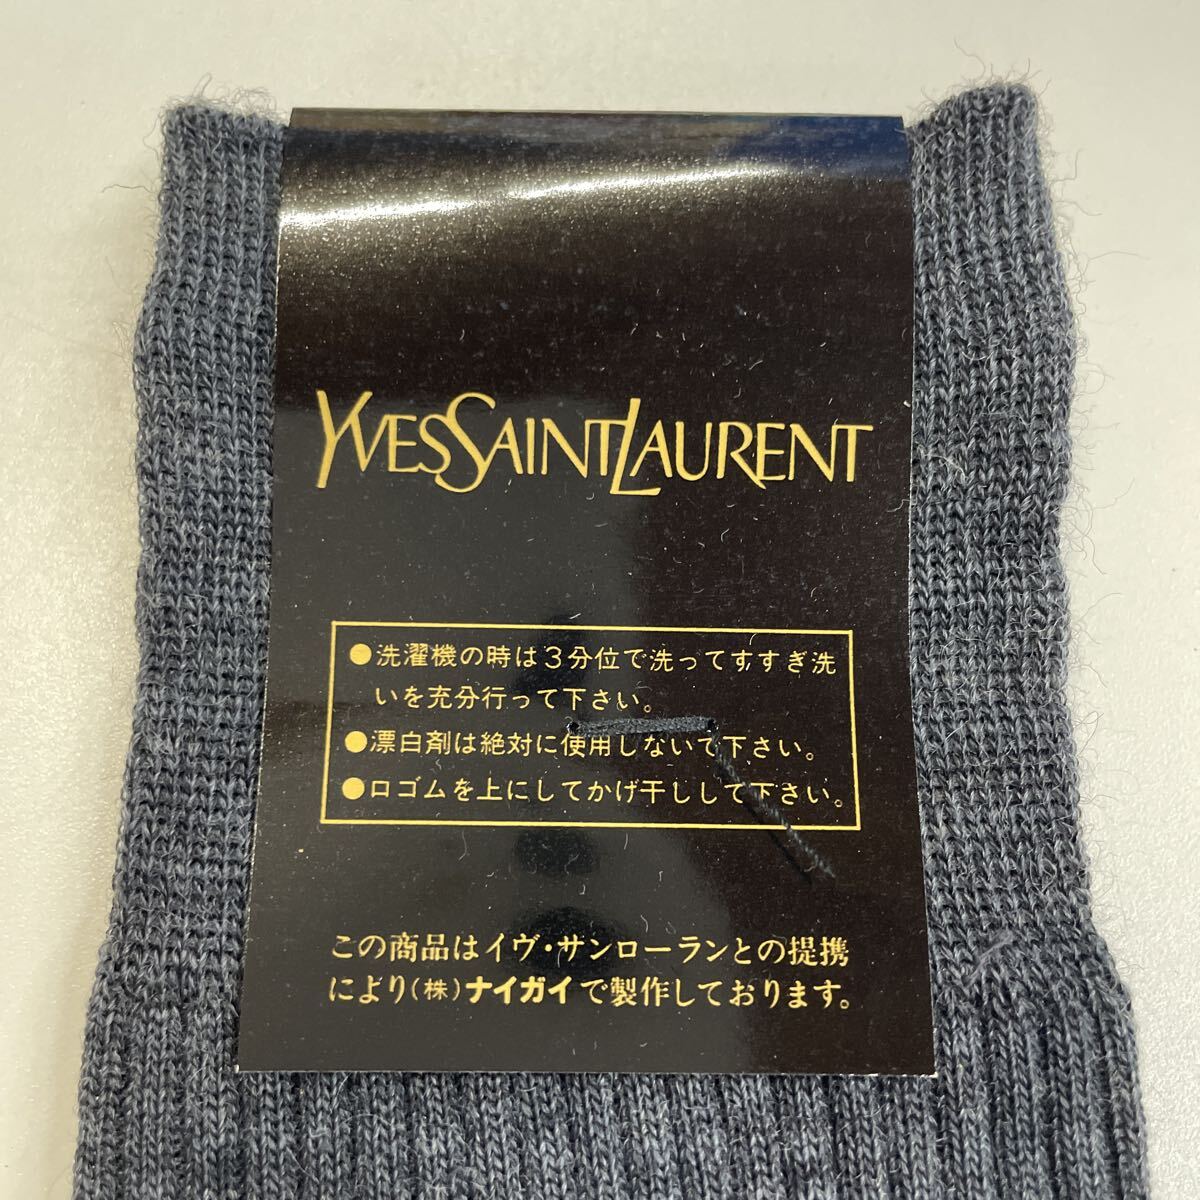 YVESSAINTLAURENT
●洗濯機の時は3分位で洗ってすすぎ洗
いを充分行って下さい。
●漂白剤は絶対に使用しないで下さい。
●口ゴムを上にしてかげ干しして下さい。
この商品はイヴ・サンローランとの提携
により(株)ナイガイで製作しております。